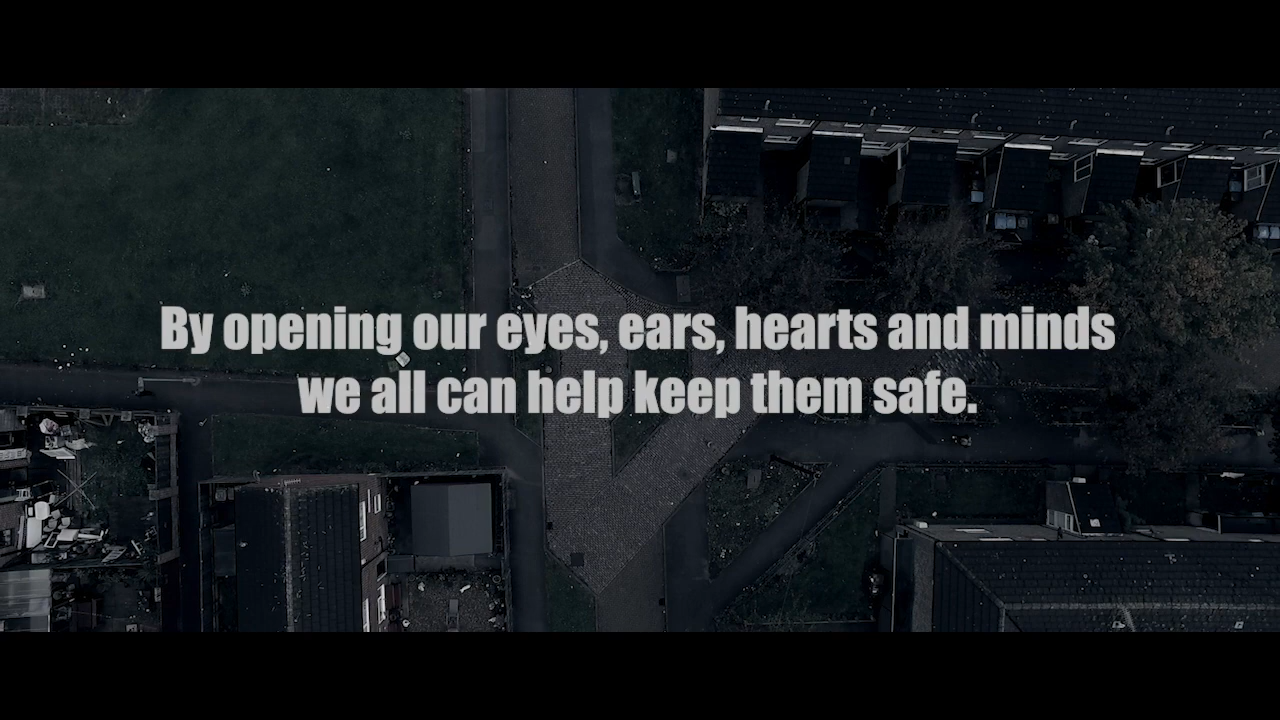 By opening our eyes, ears, hearts and minds
we all can help keep them safe.